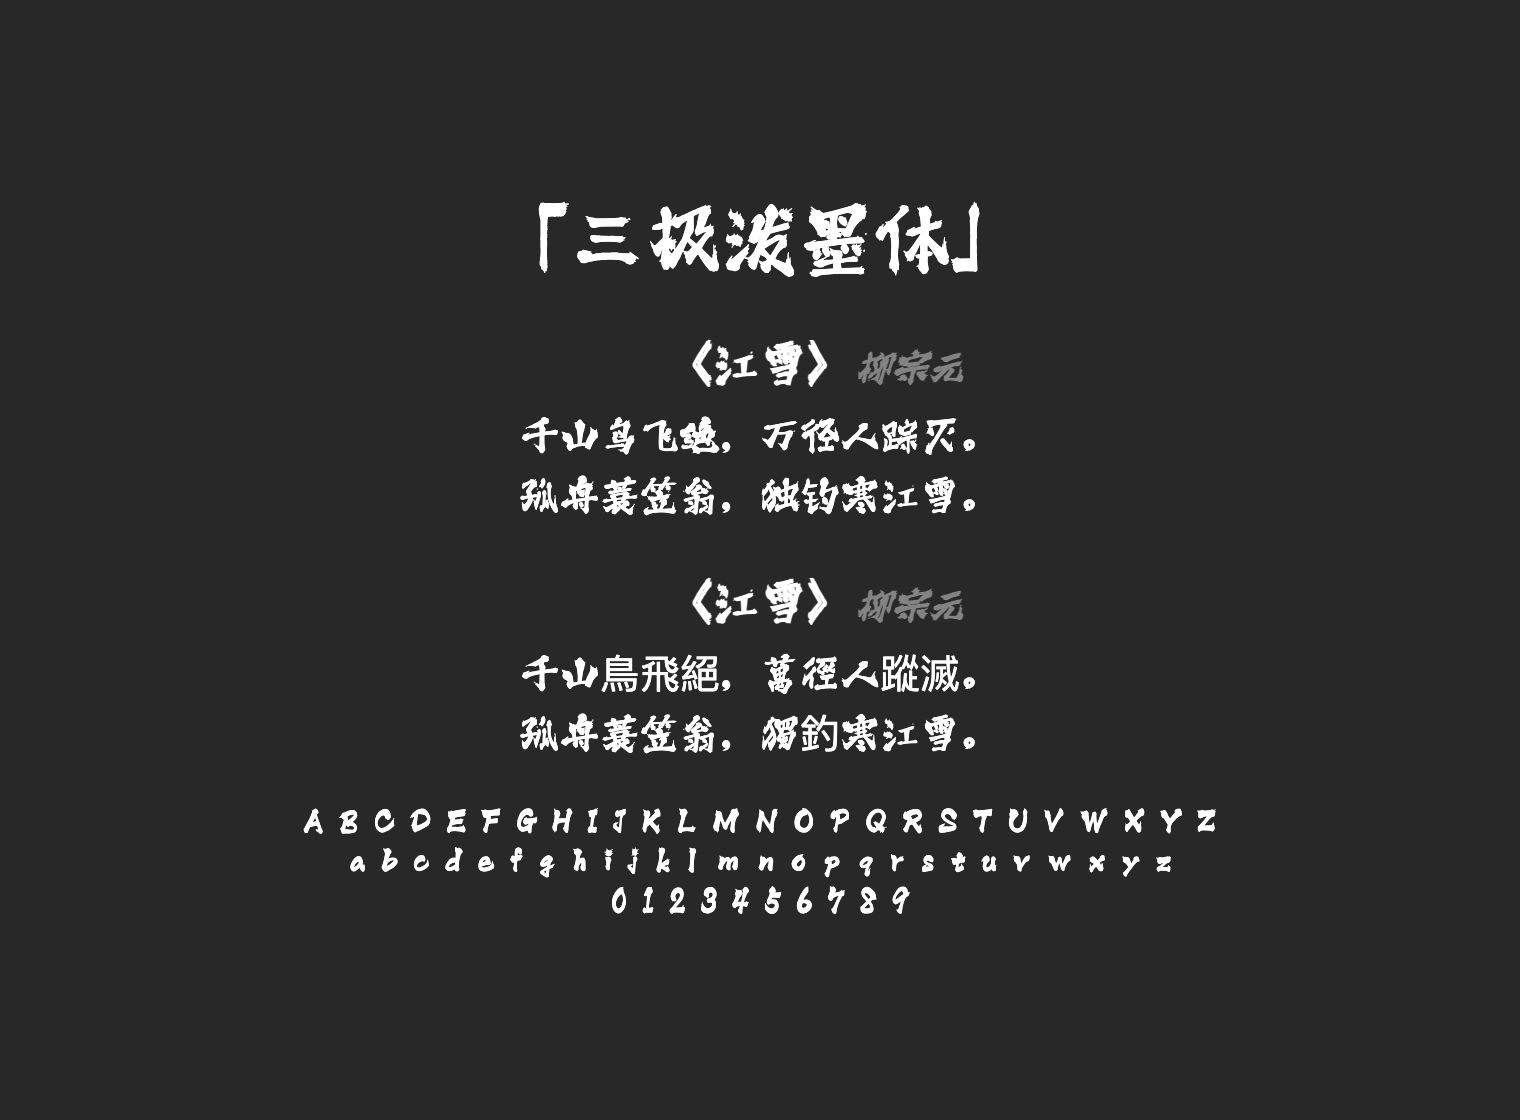 「三极泼墨体」
《江雪》 柳宗元
千山鸟飞绝，万径人踪灭。
孤舟蓑笠翁，独钓寒江雪。
《江雪》 柳宗元
千山鳥飛絕，萬徑人蹤滅。
孤舟蓑笠翁，獨釣寒江雪。
A B C D E F G H I J K L M N O P Q R S T U V W X Y Z
a b c d e f g h i j k l m n o p q r s t u v w x y z
0 1 2 3 4 5 6 7 8 9